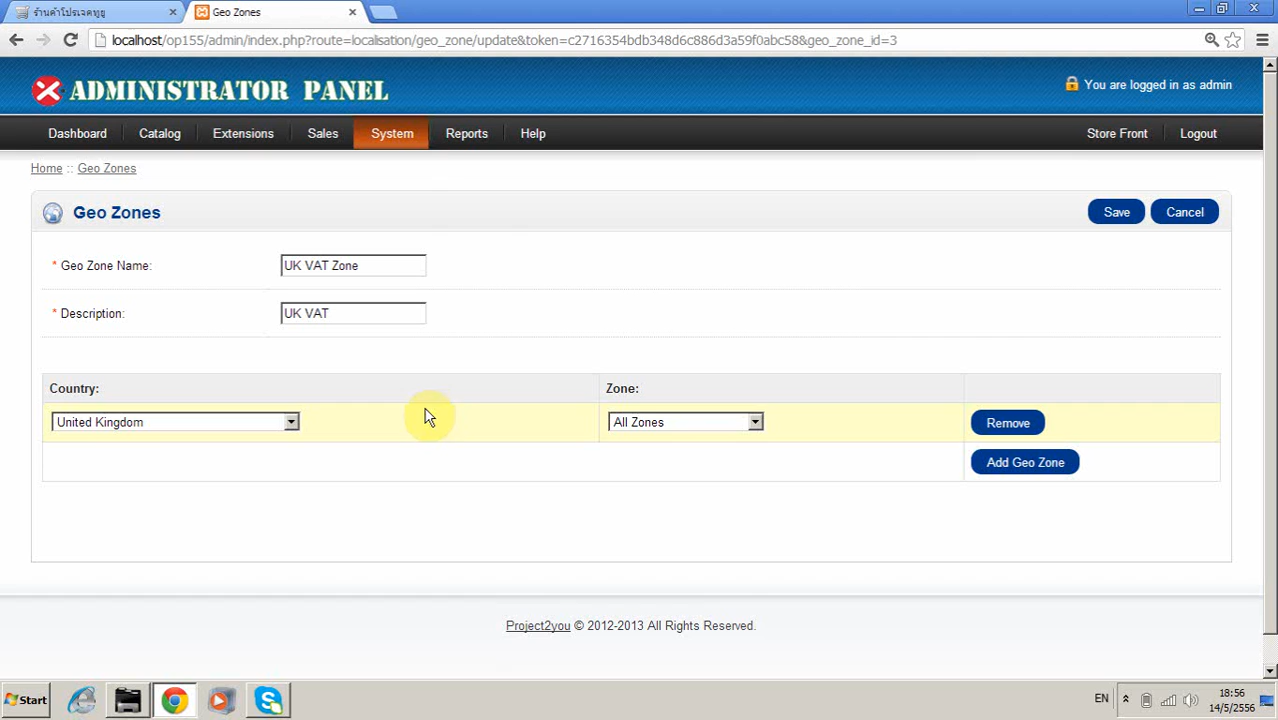 ร้านค้าโปรเจคทูยู
Geo Zones
localhost/op155/admin/index.php?route=localisation/geo_zone/update&token=c2716354bdb348d6c886d3a59f0abc58&geo_zone_id=3
ADMINISTRATOR PANEL
You are logged in as admin
Dashboard Catalog Extensions Sales System Reports Help Store Front Logout
Home :: Geo Zones
Geo Zones Save Cancel
* Geo Zone Name: UK VAT Zone
* Description: UK VAT
Country: Zone:
United Kingdom All Zones Remove
Add Geo Zone
Project2you © 2012-2013 All Rights Reserved.
Start EN 18:56
14/5/2556